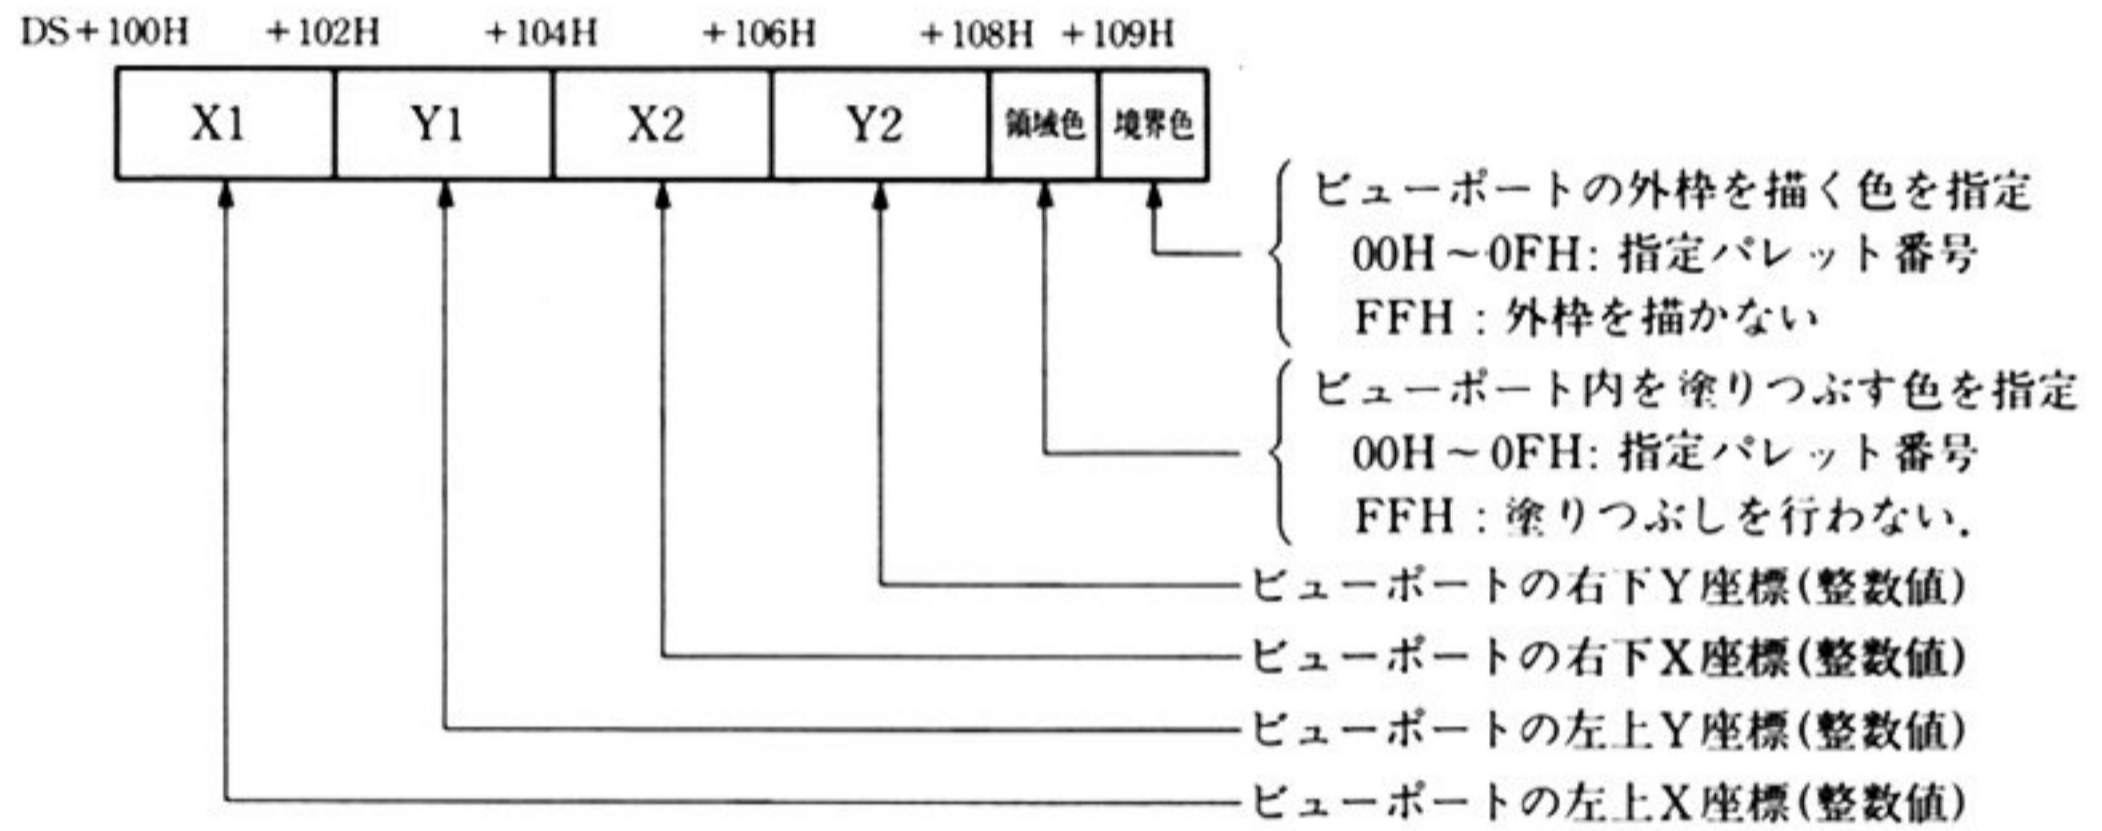 DS+100H +102H +104H +106H +108H +109H
X1 Y1 X2 Y2 領域色 境界色
ビューポートの外枠を描く色を指定
00H~0FH: 指定パレット番号
FFH : 外枠を描かない
ビューポート内を塗りつぶす色を指定
00H~0FH: 指定パレット番号
FFH : 塗りつぶしを行わない.
ビューポートの右下Y座標(整数値)
ビューポートの右下X座標(整数値)
ビューポートの左上Y座標(整数値)
ビューポートの左上X座標(整数値)